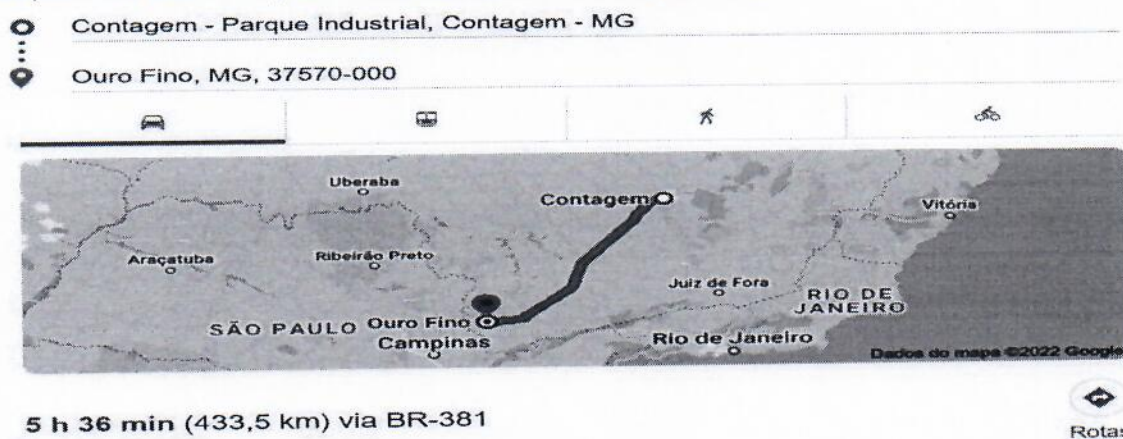 Contagem - Parque Industrial, Contagem - MG
Ouro Fino, MG, 37570-000
Uberaba
Contagem
Vitória
Araçatuba
Ribeirão Preto
Juiz de Fora
RIO DE
JANEIRO
SÃO PAULO
Ouro Fino
Campinas
Rio de Janeiro
Dados do mapa ©2022 Google
5 h 36 min (433,5 km) via BR-381
Rotas